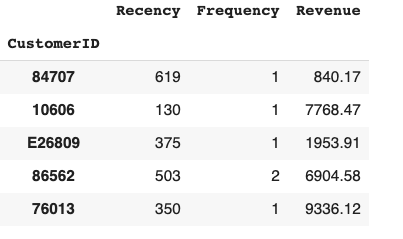 Recency Frequency Revenue
CustomerID
84707 619 1 840.17
10606 130 1 7768.47
E26809 375 1 1953.91
86562 503 2 6904.58
76013 350 1 9336.12